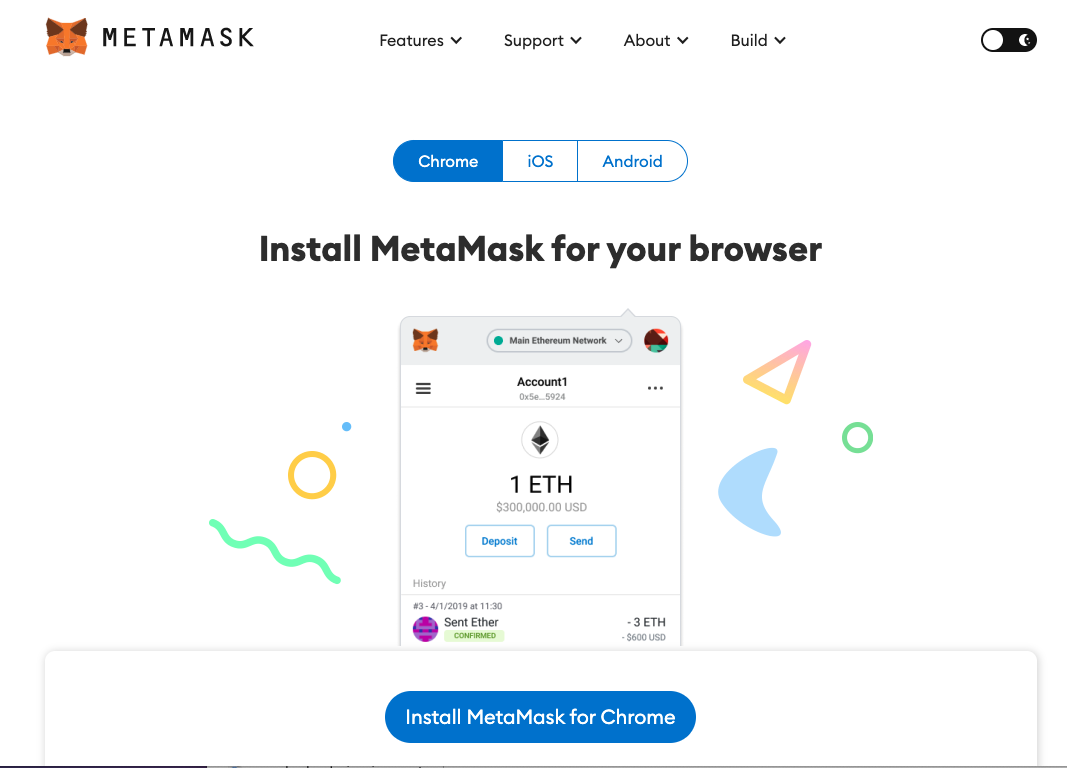 METAMASK
Features
Support
About
Build
Chrome
iOS
Android
Install MetaMask for your browser
Main Ethereum Network
Account1
0x5e...5924
1 ETH
$300,000.00 USD
Deposit
Send
History
#3 - 4/1/2019 at 11:30
Sent Ether
- 3 ETH
CONFIRMED
- $600 USD
Install MetaMask for Chrome